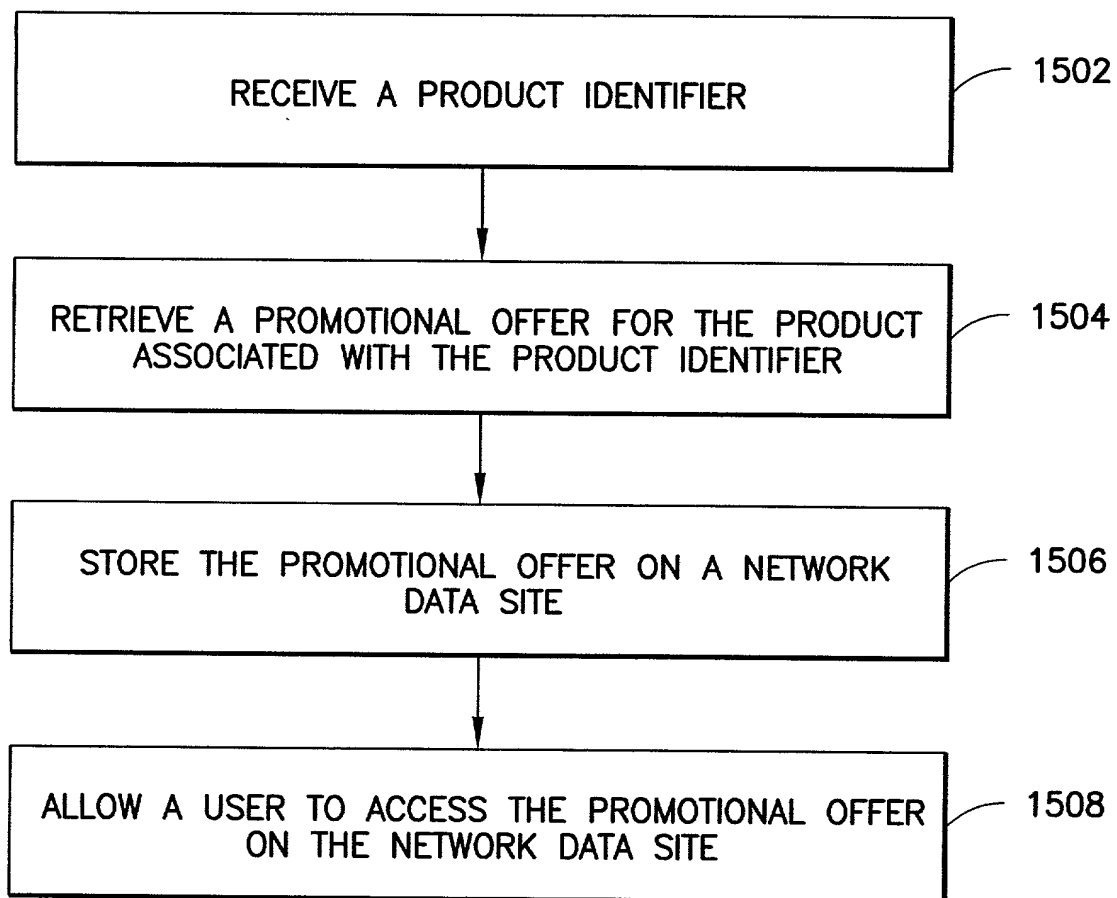 RECEIVE A PRODUCT IDENTIFIER
1502
RETRIEVE A PROMOTIONAL OFFER FOR THE PRODUCT
ASSOCIATED WITH THE PRODUCT IDENTIFIER
1504
STORE THE PROMOTIONAL OFFER ON A NETWORK
DATA SITE
1506
ALLOW A USER TO ACCESS THE PROMOTIONAL OFFER
ON THE NETWORK DATA SITE
1508